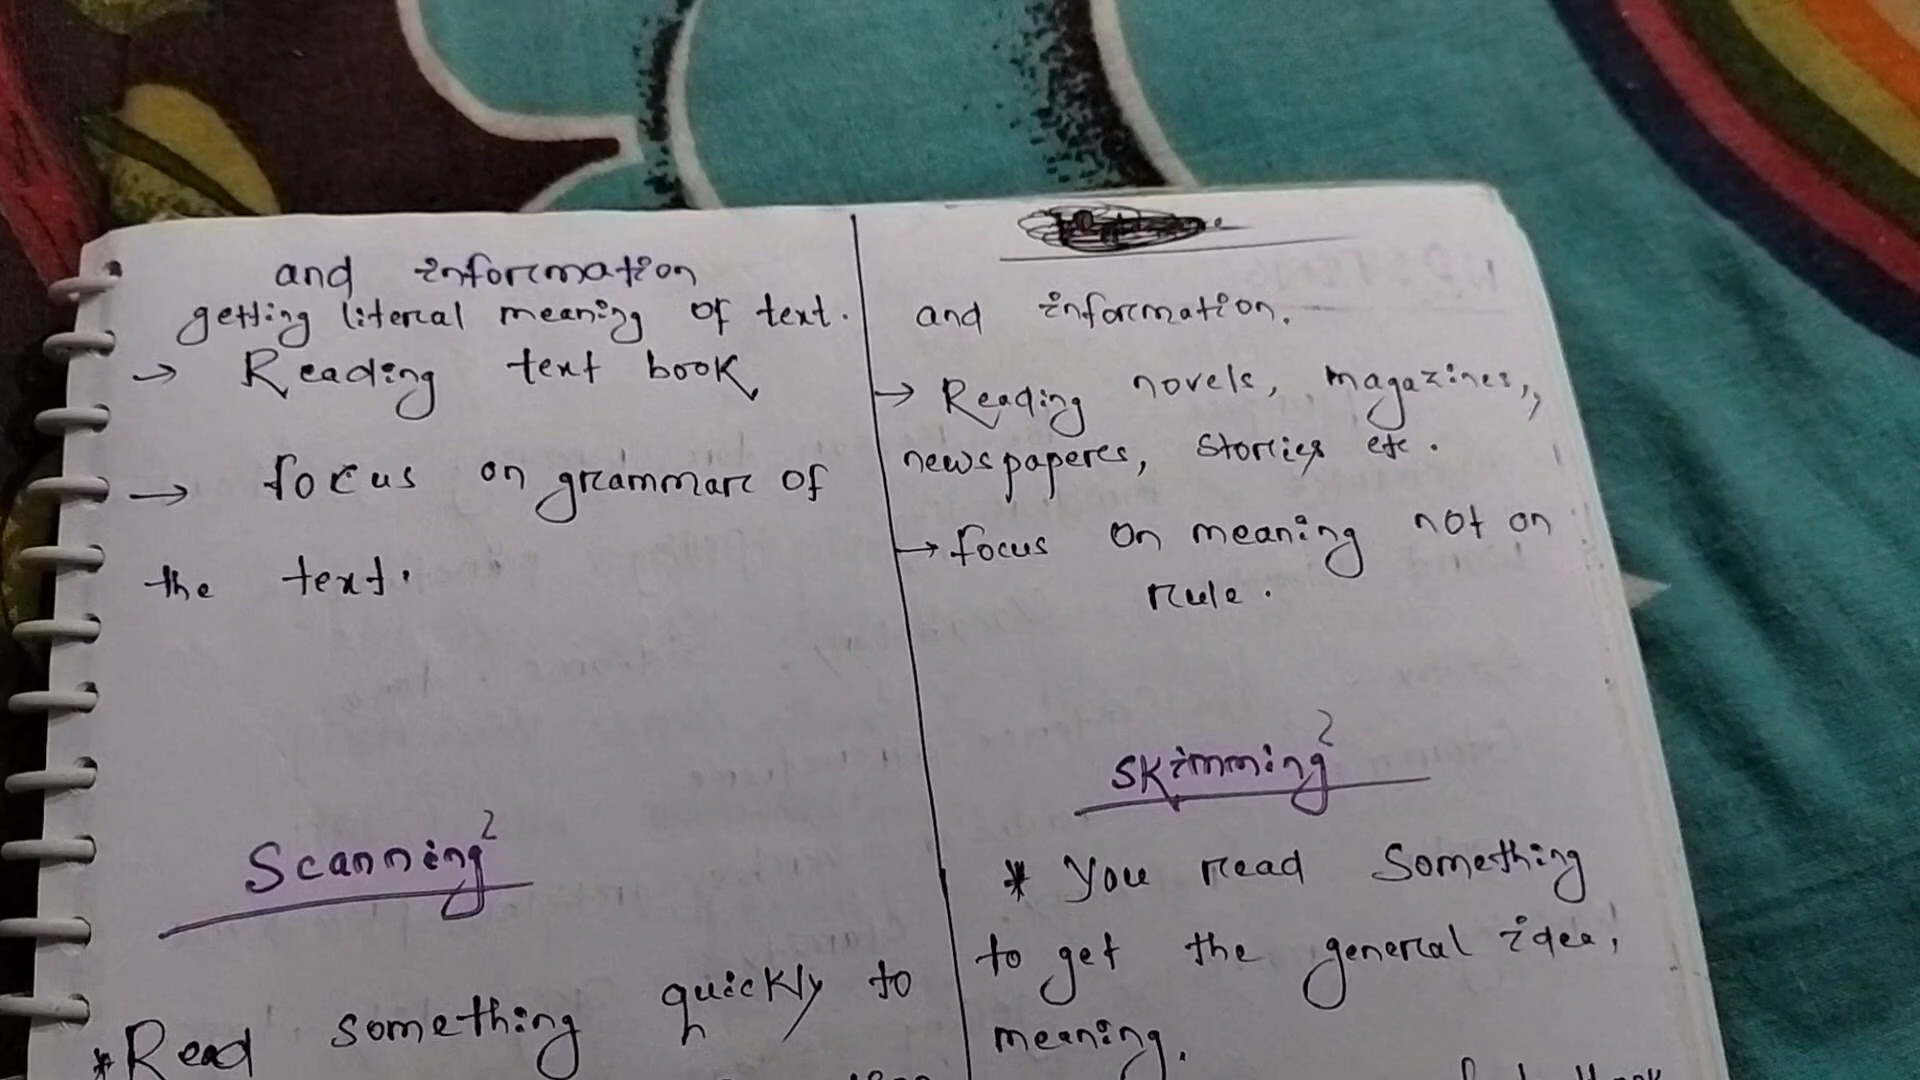 and information
getting literal meaning of text.
→ Reading text book
→ focus on grammar of
the text.
Scanning
*Read something quickly to
and information.
→ Reading novels, magazines,,
newspapers, stories etc.
→ focus on meaning not on
rule.
Skimming
* You read Something
to get the general idea,
meaning.